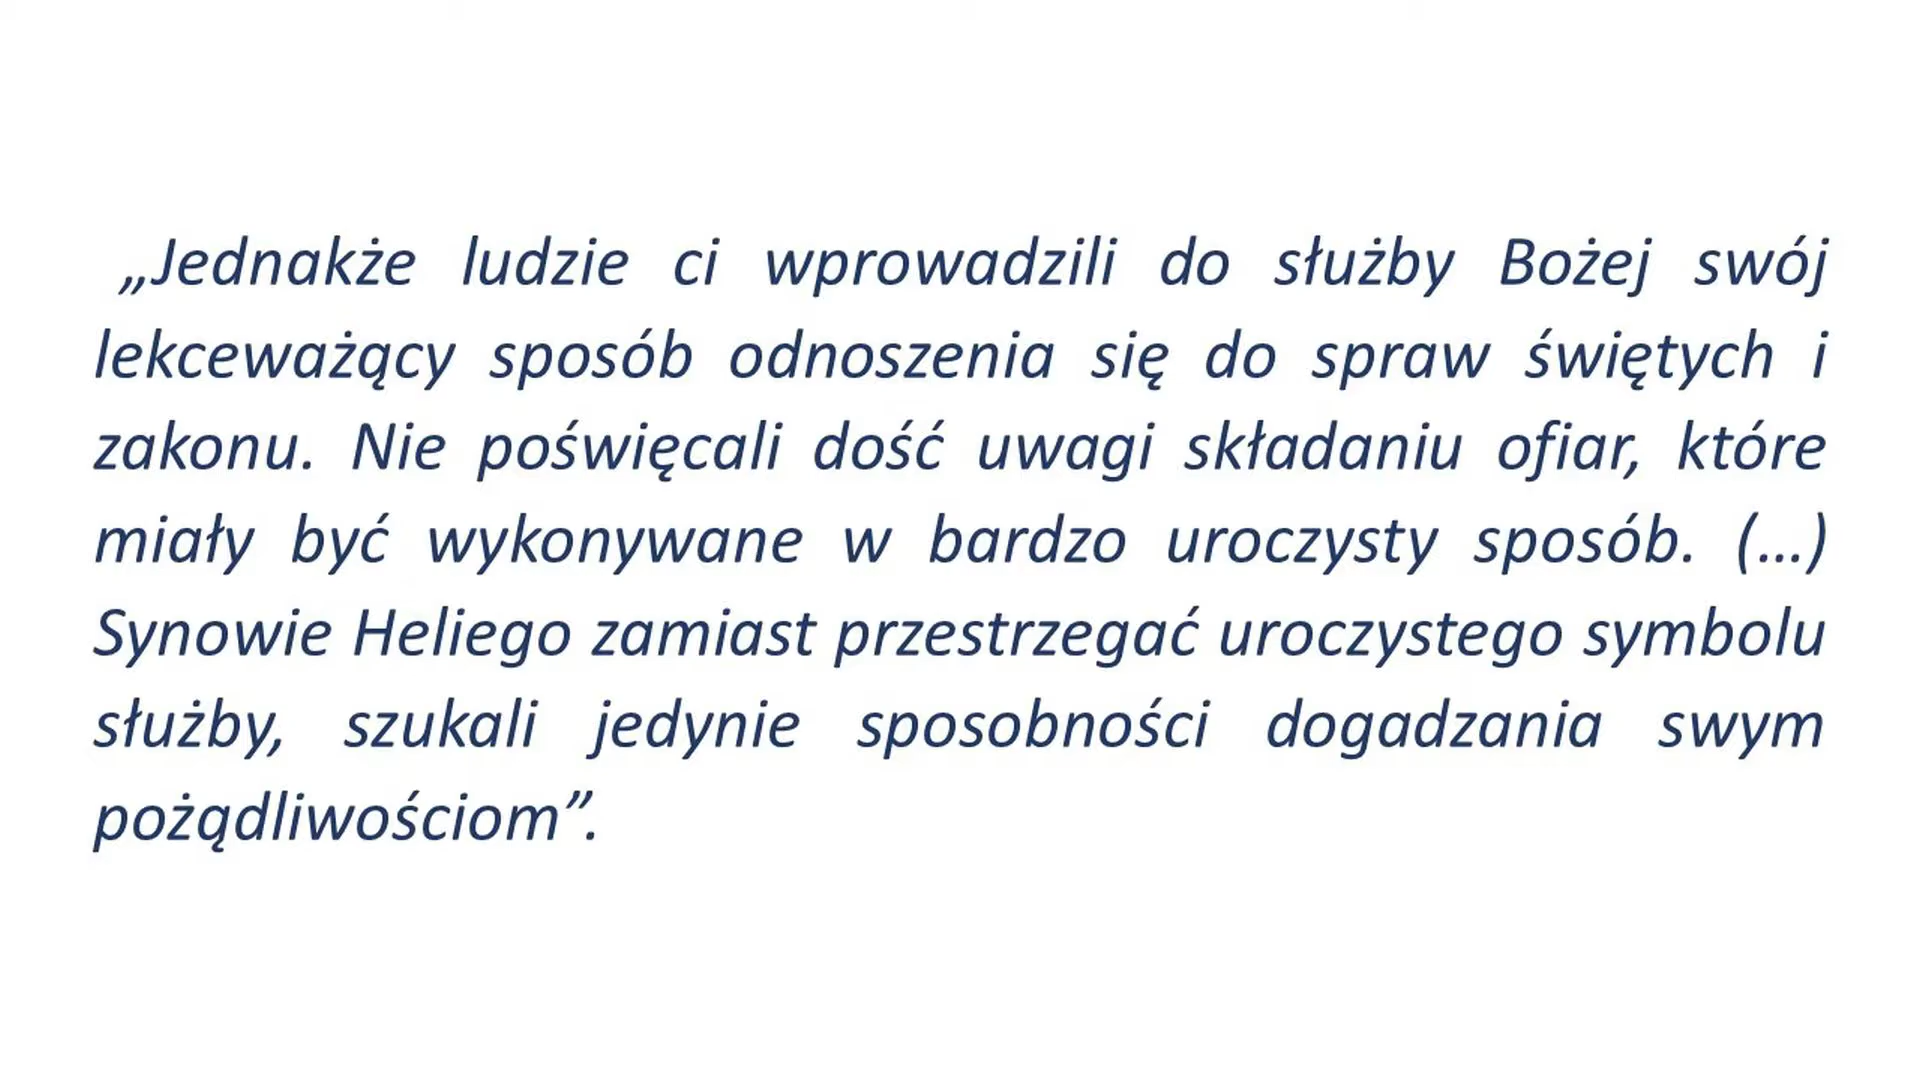 „Jednakże ludzie ci wprowadzili do służby Bożej swój
lekceważący sposób odnoszenia się do spraw świętych i
zakonu. Nie poświęcali dość uwagi składaniu ofiar, które
miały być wykonywane w bardzo uroczysty sposób. (…)
Synowie Heliego zamiast przestrzegać uroczystego symbolu
służby, szukali jedynie sposobności dogadzania swym
pożądliwościom”.